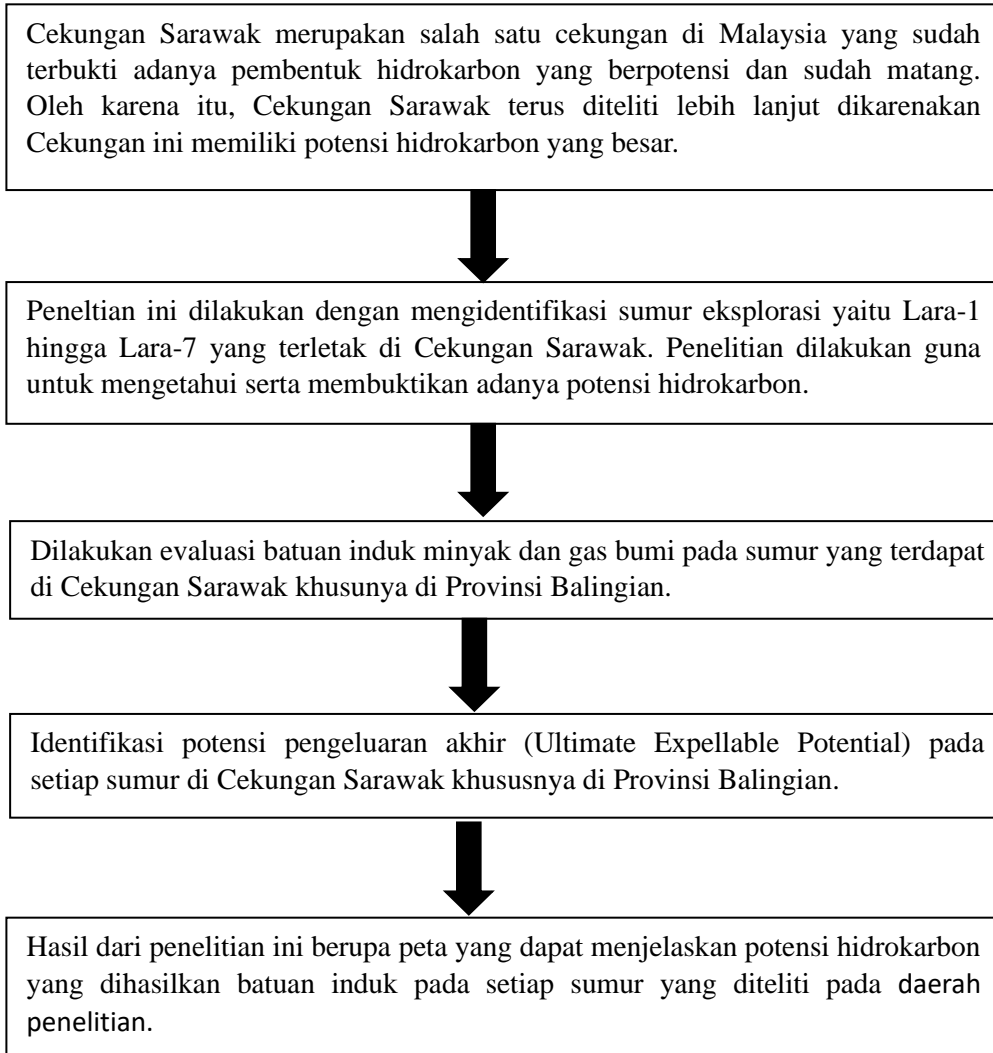 Cekungan Sarawak merupakan salah satu cekungan di Malaysia yang sudah
terbukti adanya pembentuk hidrokarbon yang berpotensi dan sudah matang.
Oleh karena itu, Cekungan Sarawak terus diteliti lebih lanjut dikarenakan
Cekungan ini memiliki potensi hidrokarbon yang besar.
Peneltian ini dilakukan dengan mengidentifikasi sumur eksplorasi yaitu Lara-1
hingga Lara-7 yang terletak di Cekungan Sarawak. Penelitian dilakukan guna
untuk mengetahui serta membuktikan adanya potensi hidrokarbon.
Dilakukan evaluasi batuan induk minyak dan gas bumi pada sumur yang terdapat
di Cekungan Sarawak khusunya di Provinsi Balingian.
Identifikasi potensi pengeluaran akhir (Ultimate Expellable Potential) pada
setiap sumur di Cekungan Sarawak khususnya di Provinsi Balingian.
Hasil dari penelitian ini berupa peta yang dapat menjelaskan potensi hidrokarbon
yang dihasilkan batuan induk pada setiap sumur yang diteliti pada daerah
penelitian.